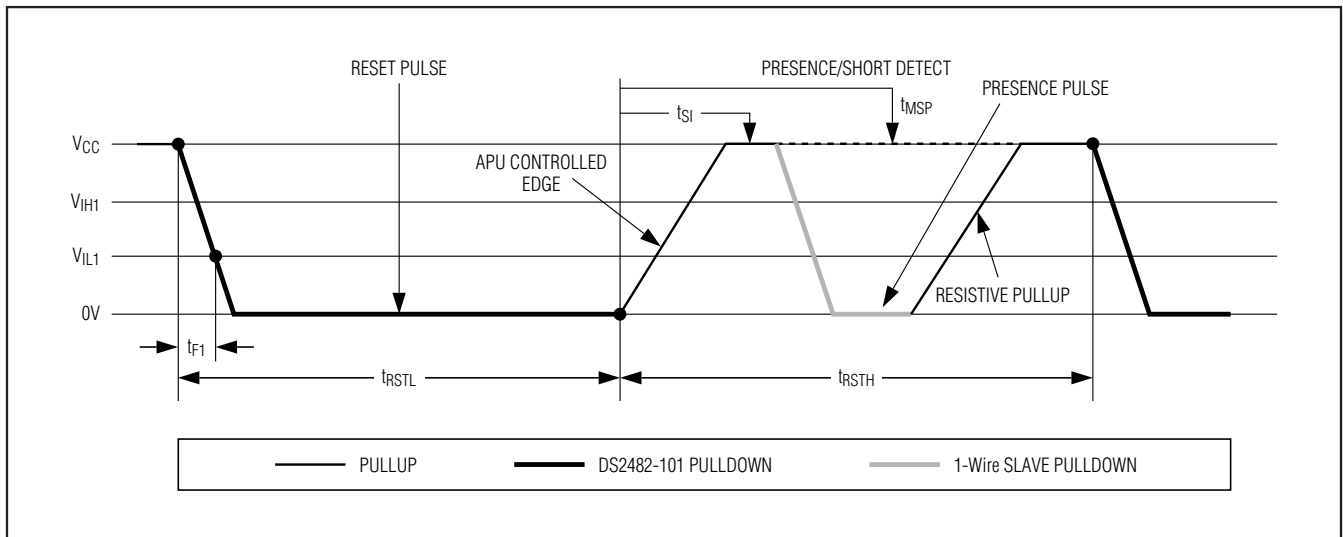 RESET PULSE
PRESENCE/SHORT DETECT
PRESENCE PULSE
tMSP
tSI
VCC
APU CONTROLLED
EDGE
VIH1
VIL1
RESISTIVE PULLUP
0V
tF1
tRSTL
tRSTH
PULLUP
DS2482-101 PULLDOWN
1-Wire SLAVE PULLDOWN